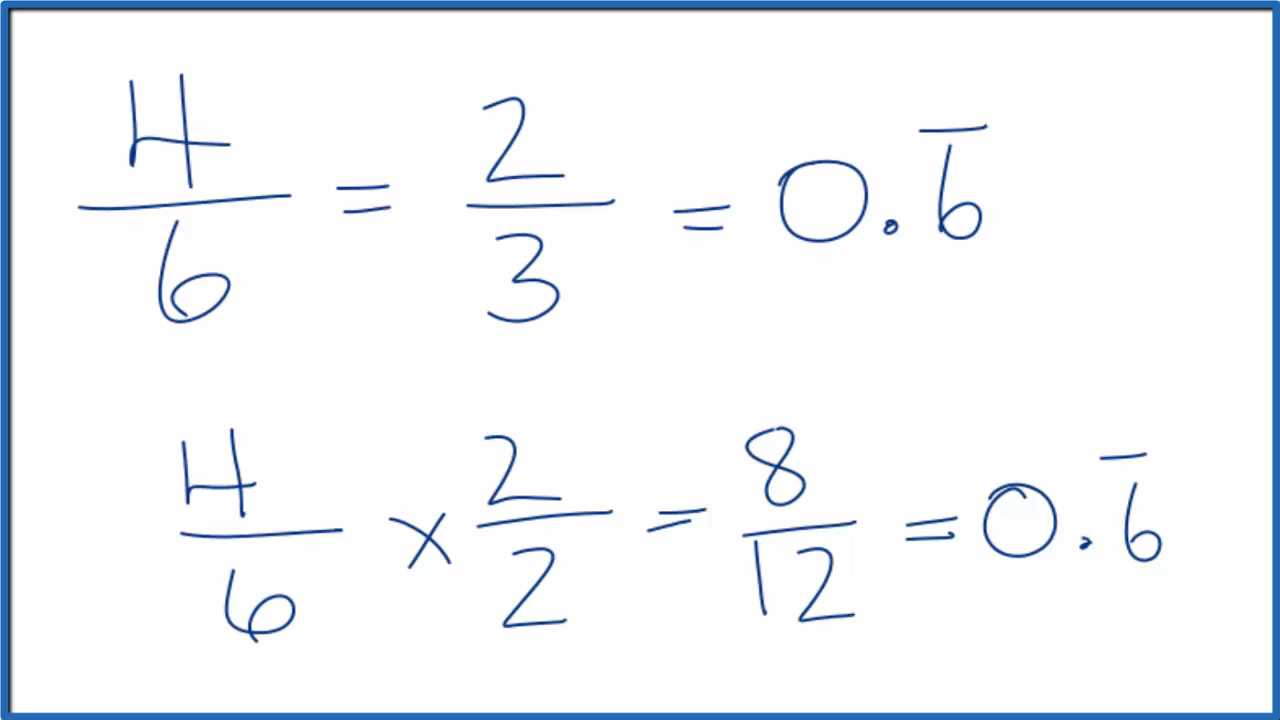 4/6 = 2/3 = 0.6̅
4/6 × 2/2 = 8/12 = 0.6̅